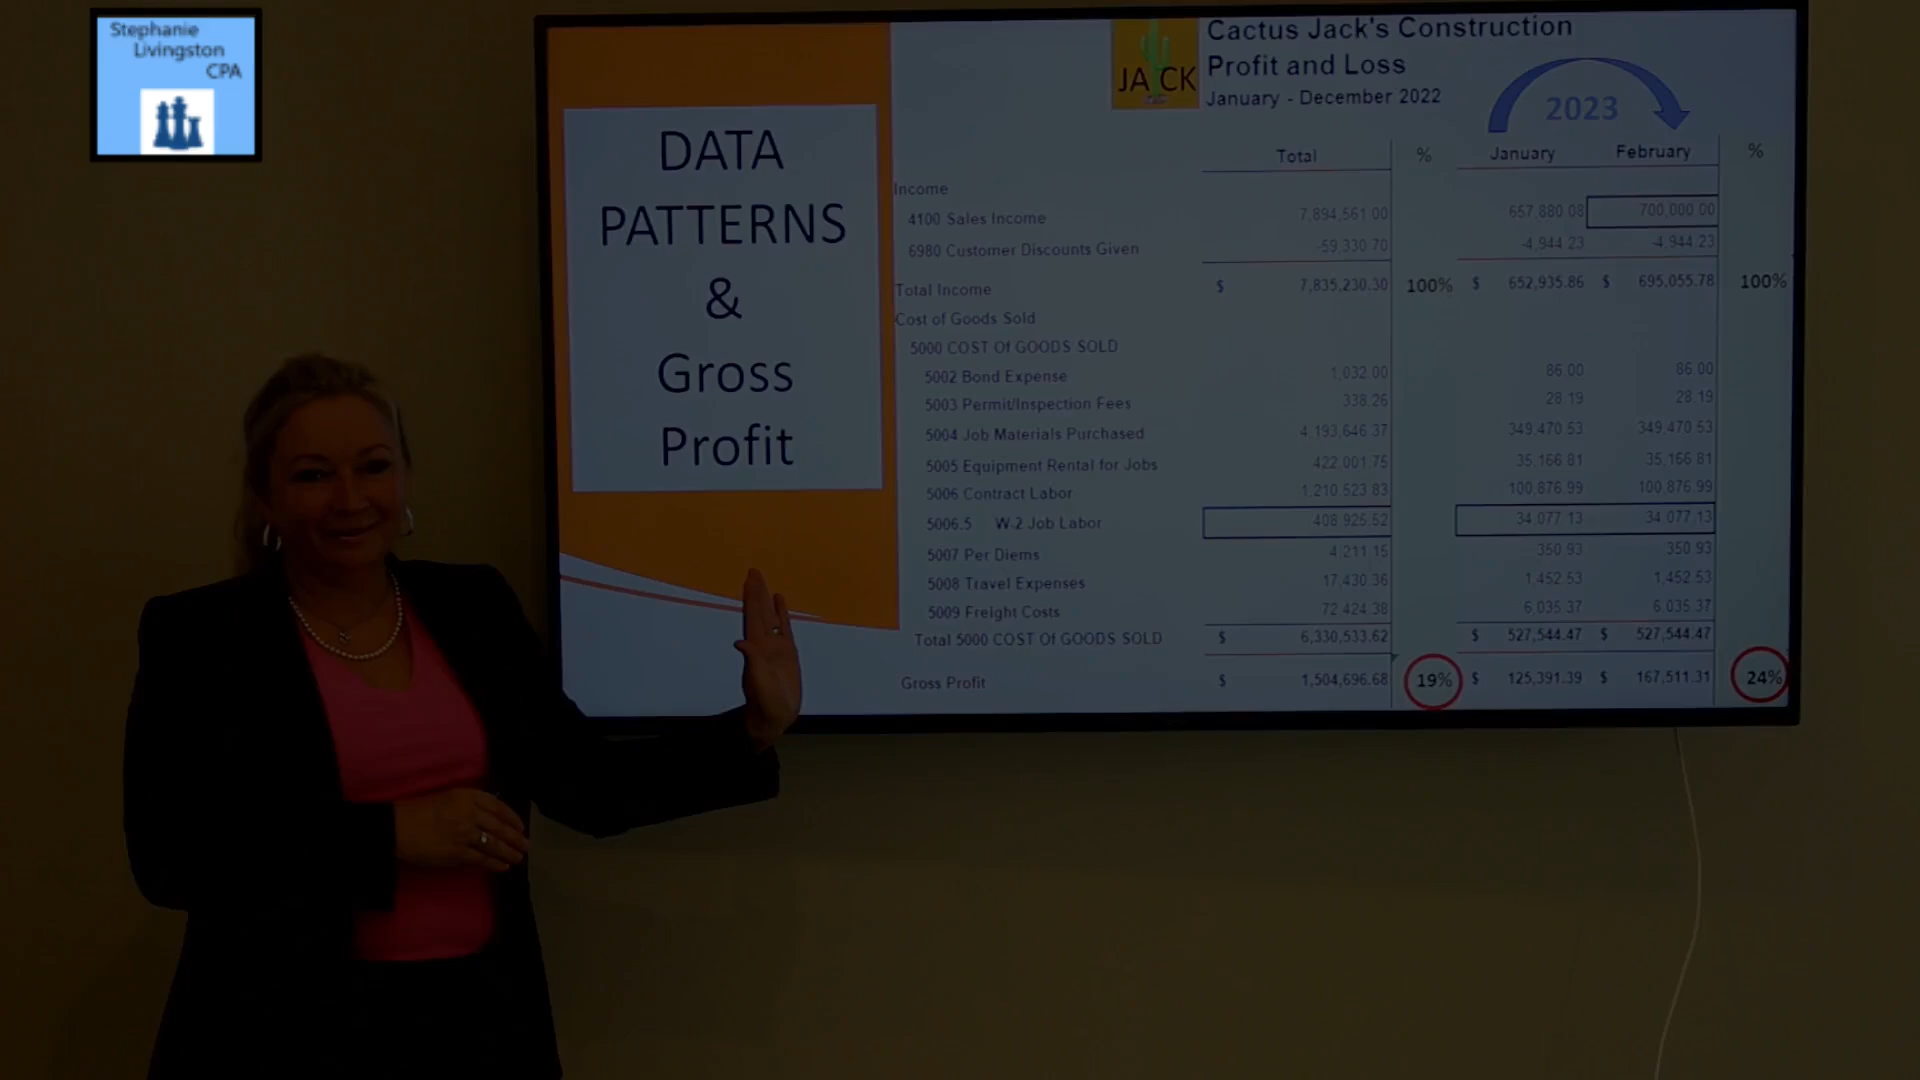 Stephanie
Livingston
CPA
DATA
PATTERNS
&
Gross
Profit
JACK
Cactus Jack's Construction
Profit and Loss
January - December 2022
2023
Total % January February %
Income
4100 Sales Income 7,894,561.00 657,880.08 700,000.00
6980 Customer Discounts Given -59,330.70 -4,944.23 -4,944.23
Total Income $ 7,835,230.30 100% $ 652,935.86 $ 695,055.78 100%
Cost of Goods Sold
5000 COST Of GOODS SOLD
5002 Bond Expense 1,032.00 86.00 86.00
5003 Permit/Inspection Fees 338.26 28.19 28.19
5004 Job Materials Purchased 4,193,646.37 349,470.53 349,470.53
5005 Equipment Rental for Jobs 422,001.75 35,166.81 35,166.81
5006 Contract Labor 1,210,523.83 100,876.99 100,876.99
5006.5 W-2 Job Labor 408,925.52 34,077.13 34,077.13
5007 Per Diems 4,211.15 350.93 350.93
5008 Travel Expenses 17,430.36 1,452.53 1,452.53
5009 Freight Costs 72,424.38 6,035.37 6,035.37
Total 5000 COST Of GOODS SOLD $ 6,330,533.62 $ 527,544.47 $ 527,544.47
Gross Profit $ 1,504,696.68 19% $ 125,391.39 $ 167,511.31 24%